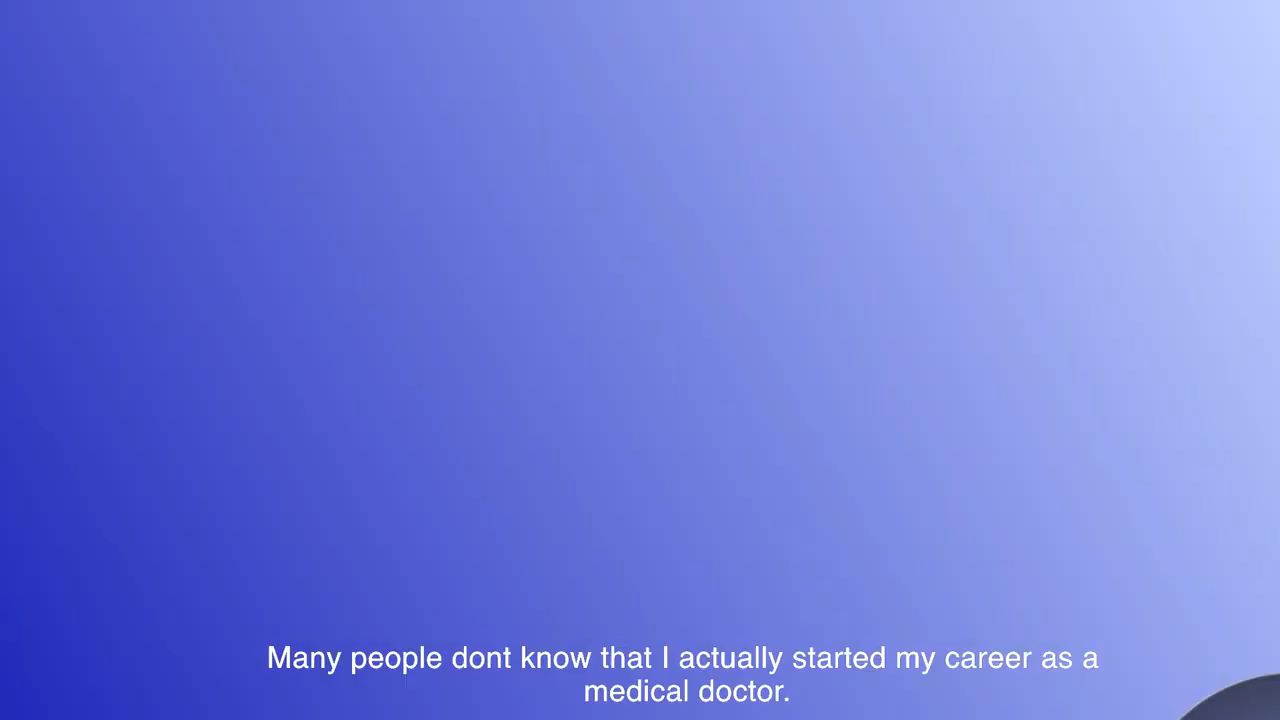 Many people dont know that I actually started my career as a
medical doctor.